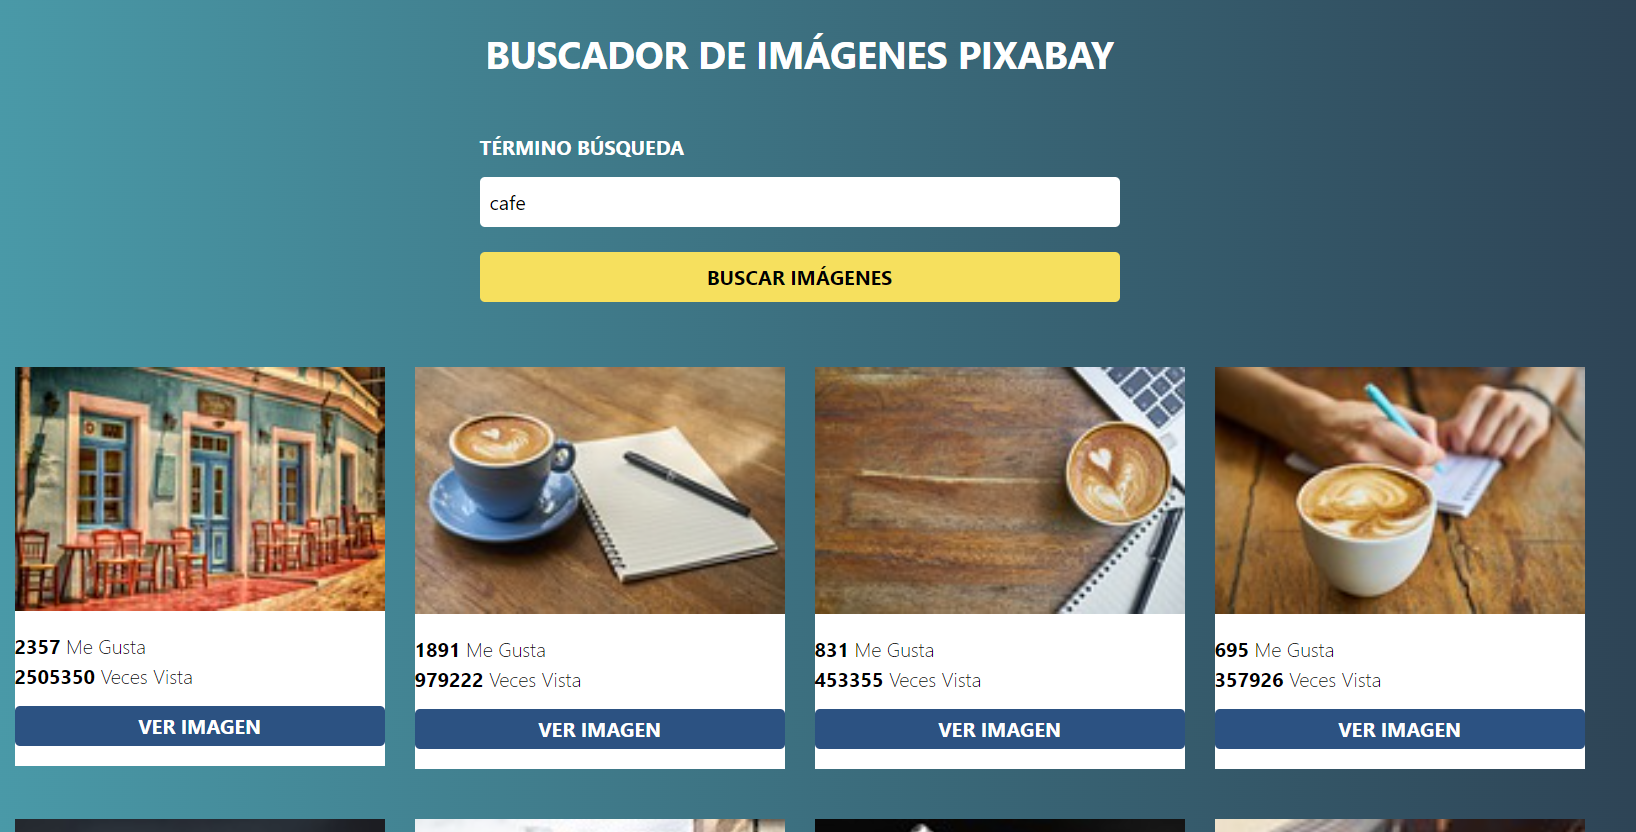 BUSCADOR DE IMÁGENES PIXABAY
TÉRMINO BÚSQUEDA
cafe
BUSCAR IMÁGENES
2357 Me Gusta
2505350 Veces Vista
VER IMAGEN
1891 Me Gusta
979222 Veces Vista
VER IMAGEN
831 Me Gusta
453355 Veces Vista
VER IMAGEN
695 Me Gusta
357926 Veces Vista
VER IMAGEN